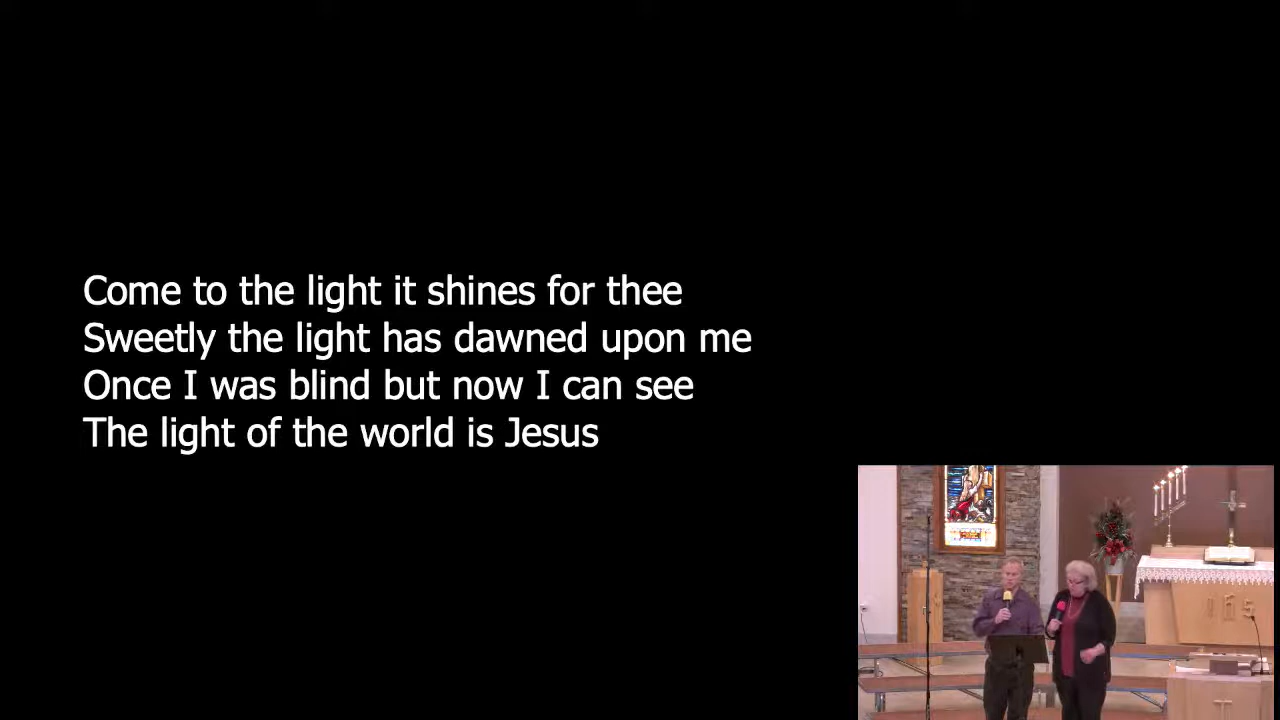 Come to the light it shines for thee
Sweetly the light has dawned upon me
Once I was blind but now I can see
The light of the world is Jesus
IHS